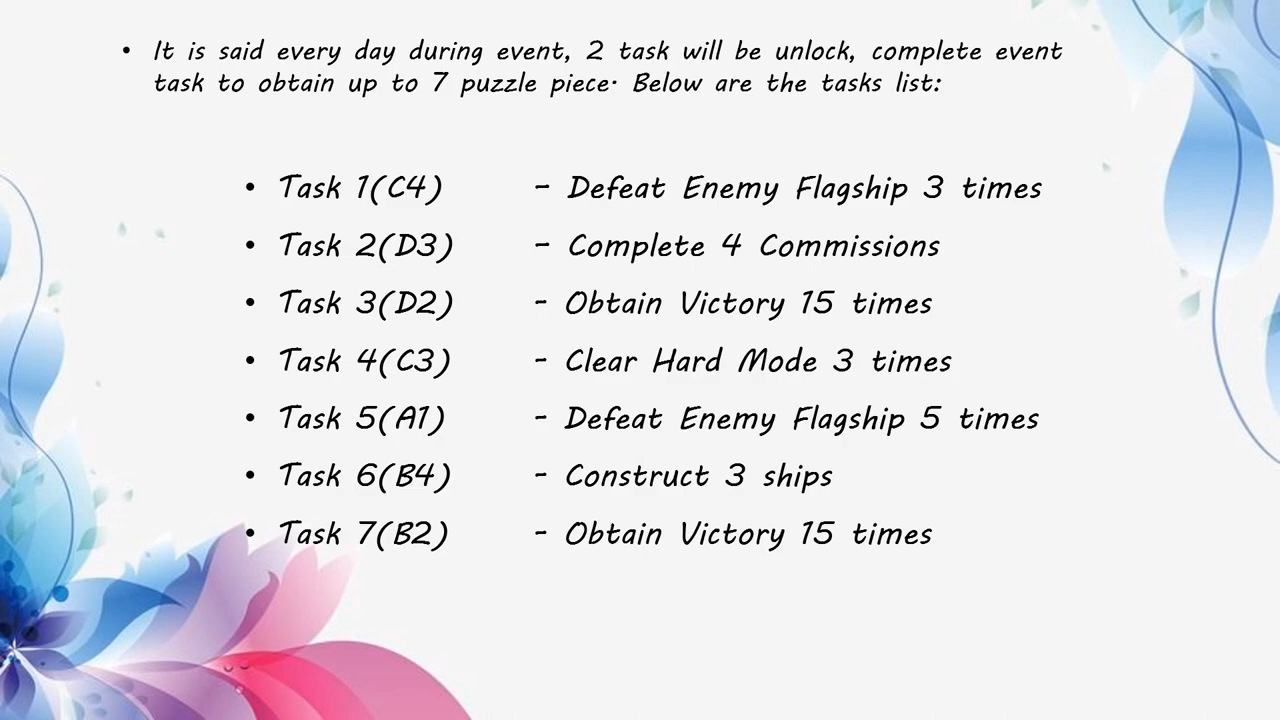 • It is said every day during event, 2 task will be unlock, complete event
task to obtain up to 7 puzzle piece. Below are the tasks list:
• Task 1(C4) - Defeat Enemy Flagship 3 times
• Task 2(D3) - Complete 4 Commissions
• Task 3(D2) - Obtain Victory 15 times
• Task 4(C3) - Clear Hard Mode 3 times
• Task 5(A1) - Defeat Enemy Flagship 5 times
• Task 6(B4) - Construct 3 ships
• Task 7(B2) - Obtain Victory 15 times